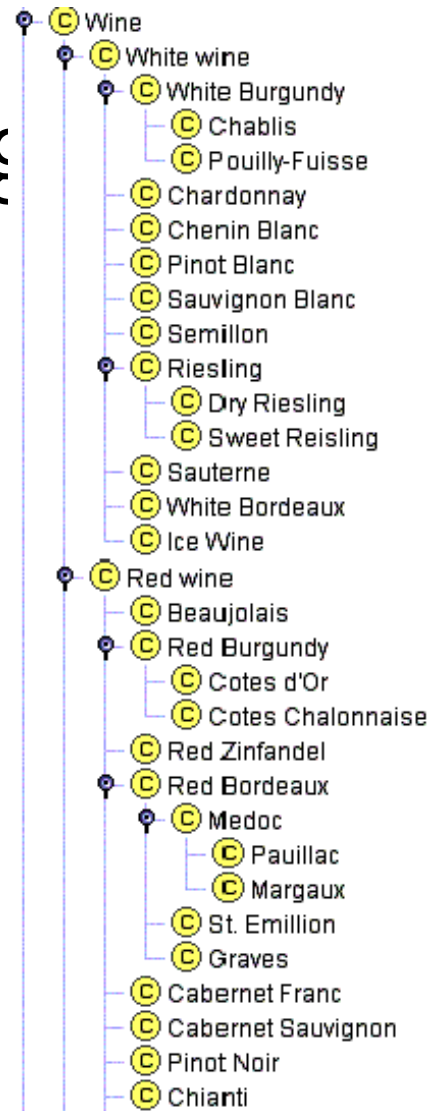 C Wine
C White wine
C White Burgundy
C Chablis
C Pouilly-Fuisse
C Chardonnay
C Chenin Blanc
C Pinot Blanc
C Sauvignon Blanc
C Semillon
C Riesling
C Dry Riesling
C Sweet Reisling
C Sauterne
C White Bordeaux
C Ice Wine
C Red wine
C Beaujolais
C Red Burgundy
C Cotes d'Or
C Cotes Chalonnaise
C Red Zinfandel
C Red Bordeaux
C Medoc
C Pauillac
C Margaux
C St. Emillion
C Graves
C Cabernet Franc
C Cabernet Sauvignon
C Pinot Noir
C Chianti